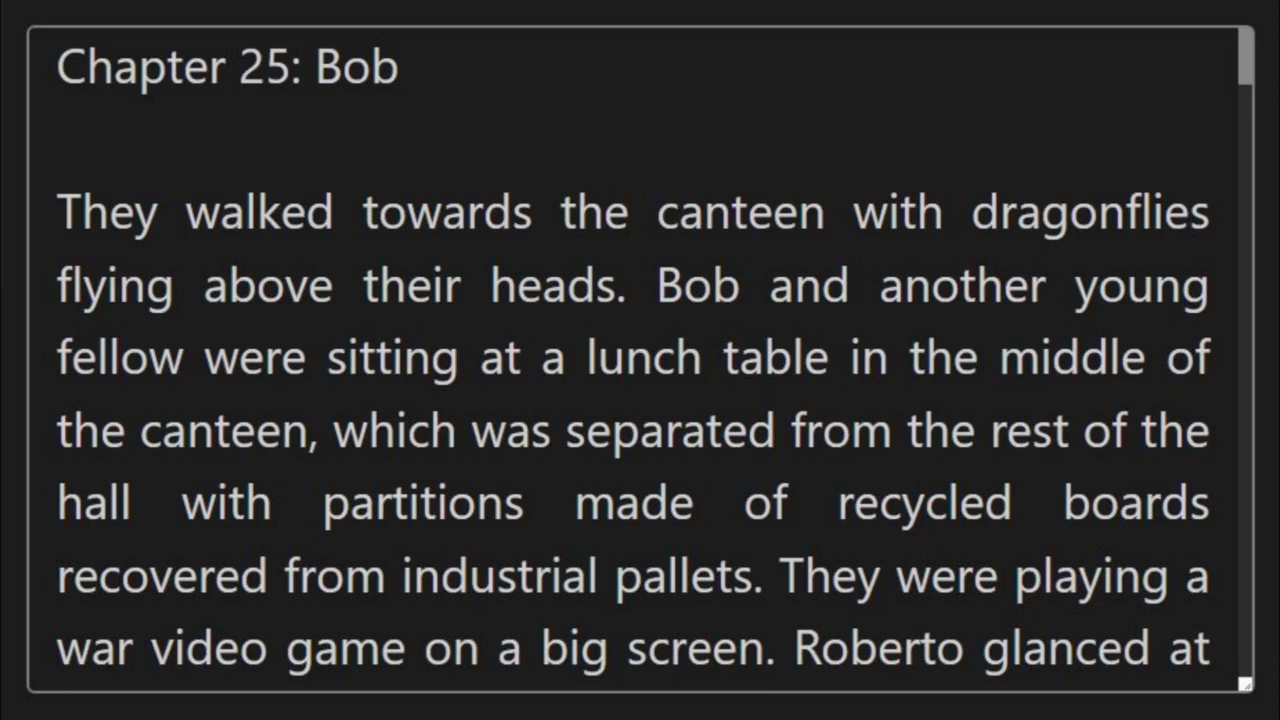 Chapter 25: Bob
They walked towards the canteen with dragonflies
flying above their heads. Bob and another young
fellow were sitting at a lunch table in the middle of
the canteen, which was separated from the rest of the
hall with partitions made of recycled boards
recovered from industrial pallets. They were playing a
war video game on a big screen. Roberto glanced at